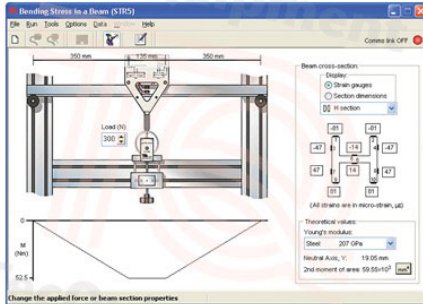 Bending Stress in a Beam (STR5)
File Run Tools Options Data Window Help
Comms link OFF
350 mm
135 mm
350 mm
Load (N)
300
0
M
(Nm)
52.5
Beam cross-section:
Display:
Strain gauges
Section dimensions
H section
-81 -81
-47 -14 -47
47 14 47
81 81
(All strains are in micro-strain, με)
Theoretical values:
Young's modulus:
Steel: 207 GPa
Neutral Axis, Y: 19.05 mm
2nd moment of area: 59.55×10³ mm⁴
Change the applied force or beam section properties